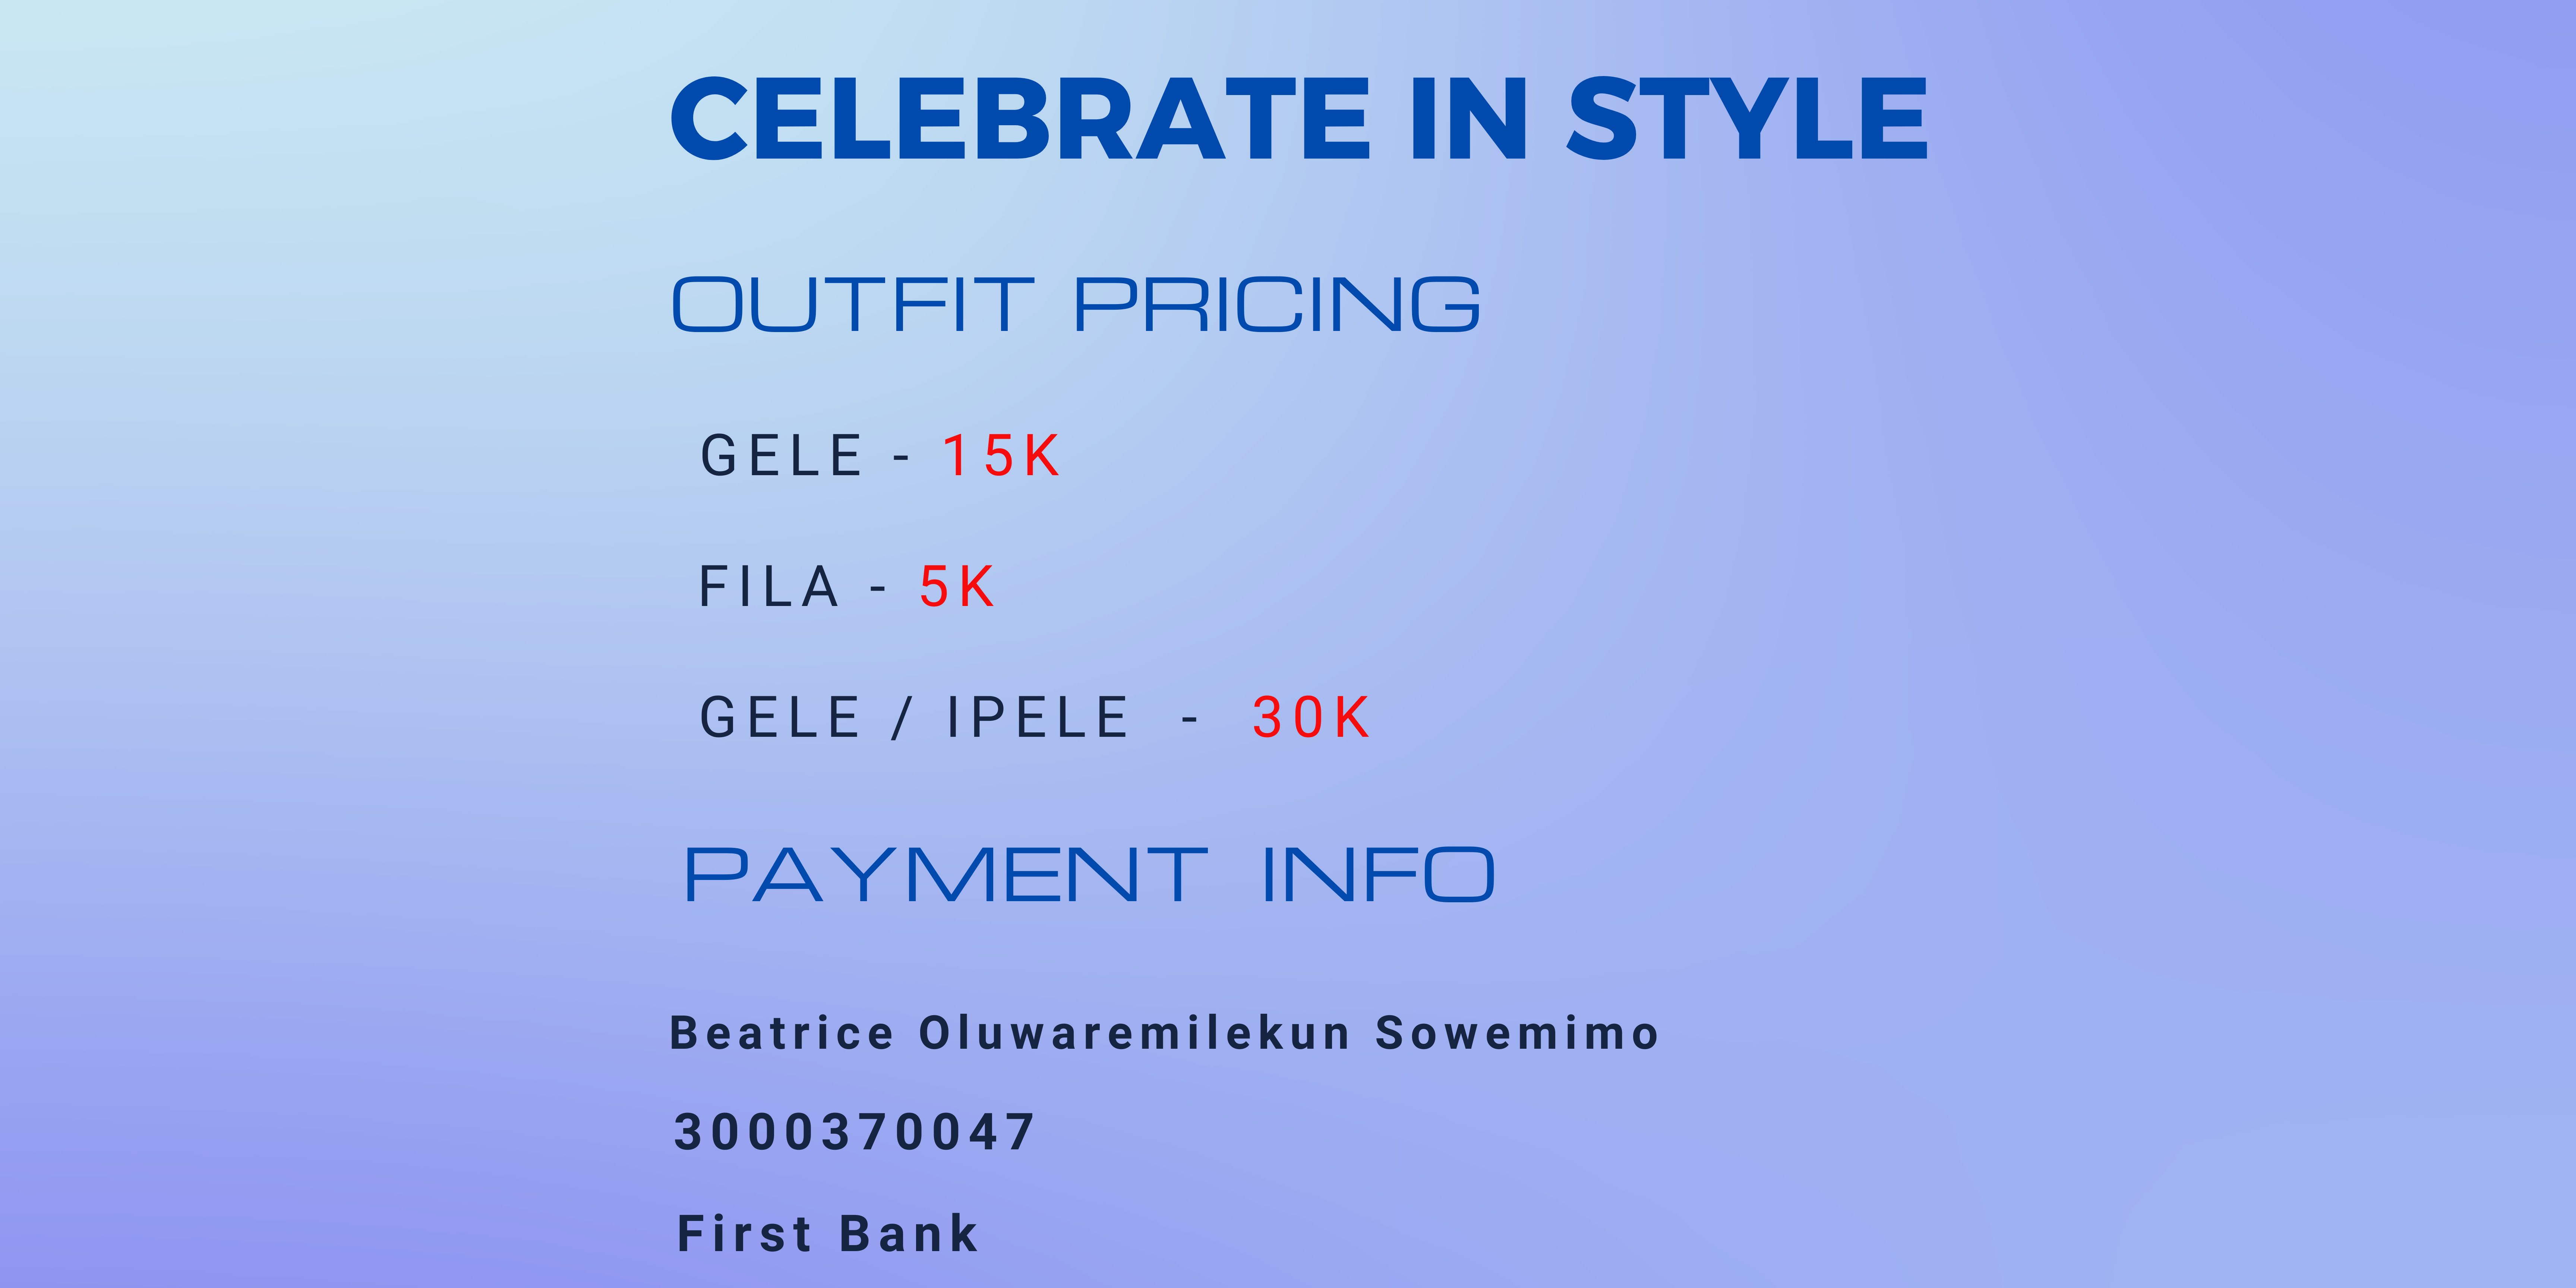 CELEBRATE IN STYLE
OUTFIT PRICING
GELE - 15K
FILA - 5K
GELE / IPELE - 30K
PAYMENT INFO
Beatrice Oluwaremilekun Sowemimo
3000370047
First Bank